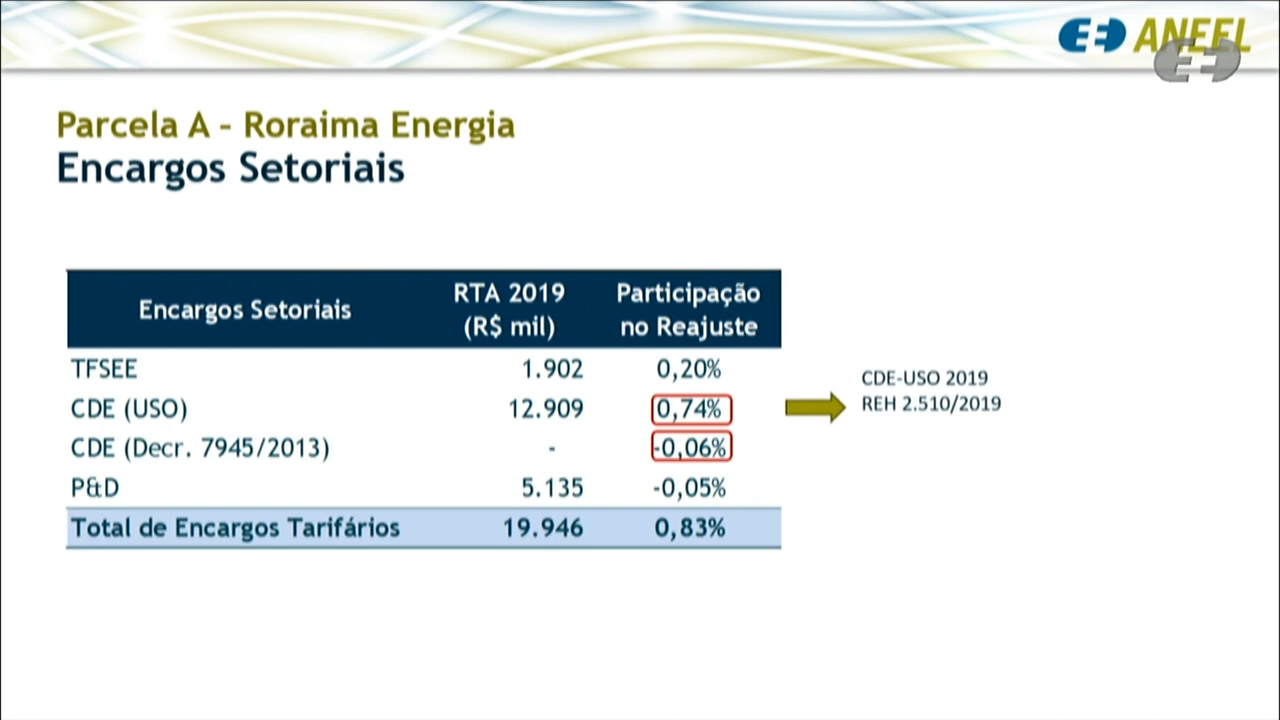 ANEEL
Parcela A – Roraima Energia
Encargos Setoriais
Encargos Setoriais RTA 2019 (R$ mil) Participação no Reajuste
TFSEE 1.902 0,20%
CDE (USO) 12.909 0,74%
CDE (Decr. 7945/2013) - -0,06%
P&D 5.135 -0,05%
Total de Encargos Tarifários 19.946 0,83%
CDE-USO 2019
REH 2.510/2019